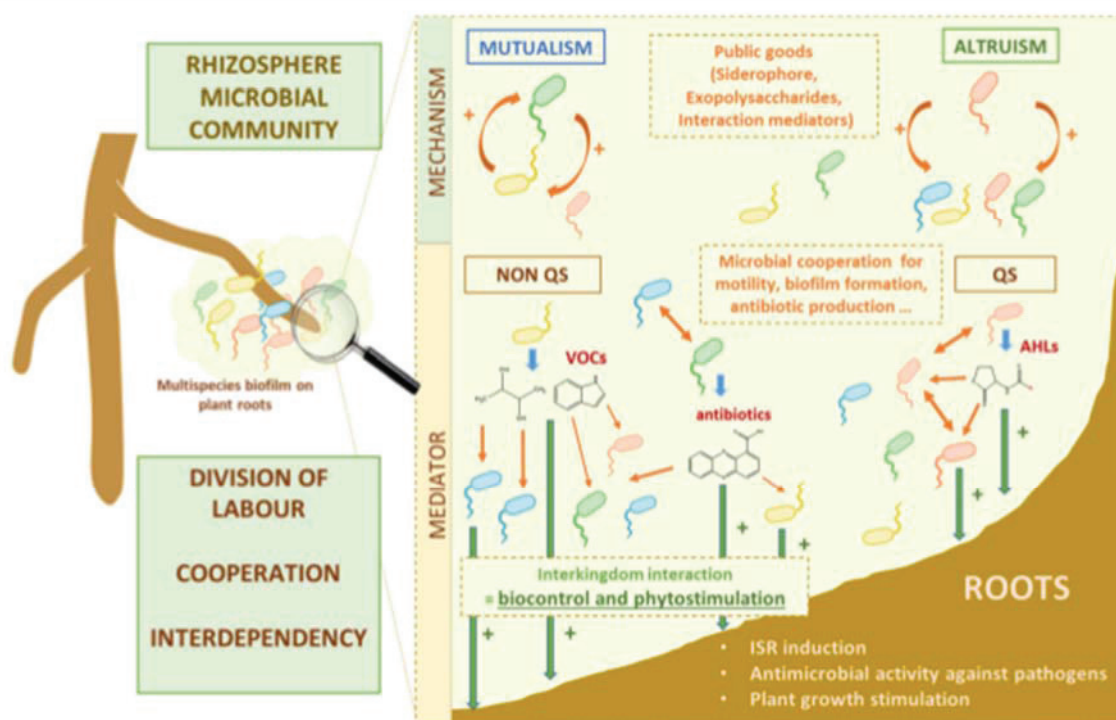 RHIZOSPHERE
MICROBIAL
COMMUNITY
Multispecies biofilm on
plant roots
DIVISION OF
LABOUR
COOPERATION
INTERDEPENDENCY
MECHANISM
MUTUALISM
Public goods
(Siderophore,
Exopolysaccharides,
Interaction mediators)
ALTRUISM
+
+
+
+
MEDIATOR
NON QS
Microbial cooperation for
motility, biofilm formation,
antibiotic production ...
QS
VOCs
antibiotics
AHLs
+
+
+
+
Interkingdom interaction
= biocontrol and phytostimulation
+
+
+
ROOTS
• ISR induction
• Antimicrobial activity against pathogens
• Plant growth stimulation